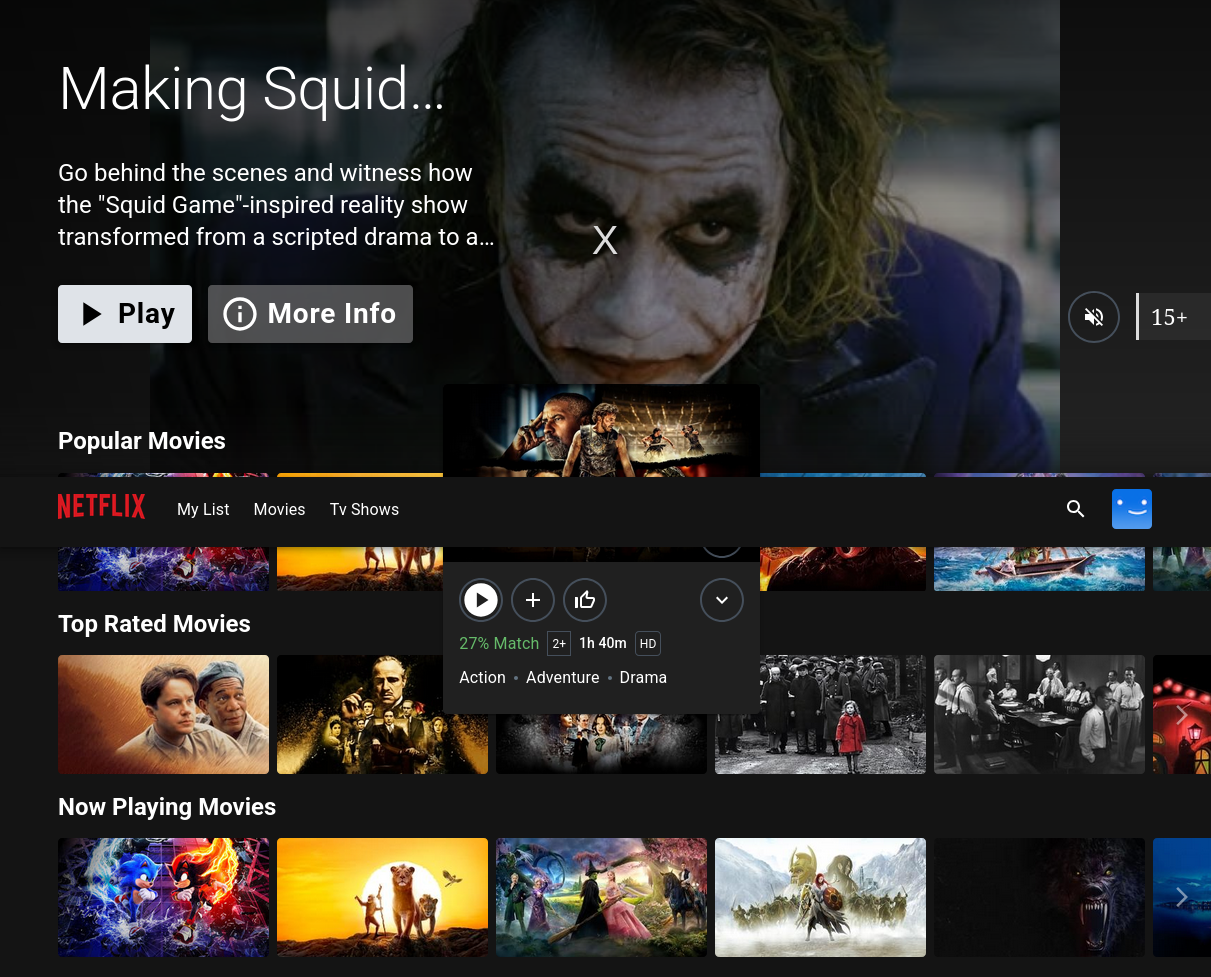 Making Squid…
Go behind the scenes and witness how
the "Squid Game"-inspired reality show
transformed from a scripted drama to a…
X
Play
More Info
15+
Popular Movies
NETFLIX
My List
Movies
Tv Shows
27% Match
2+
1h 40m
HD
Action • Adventure • Drama
Top Rated Movies
Now Playing Movies